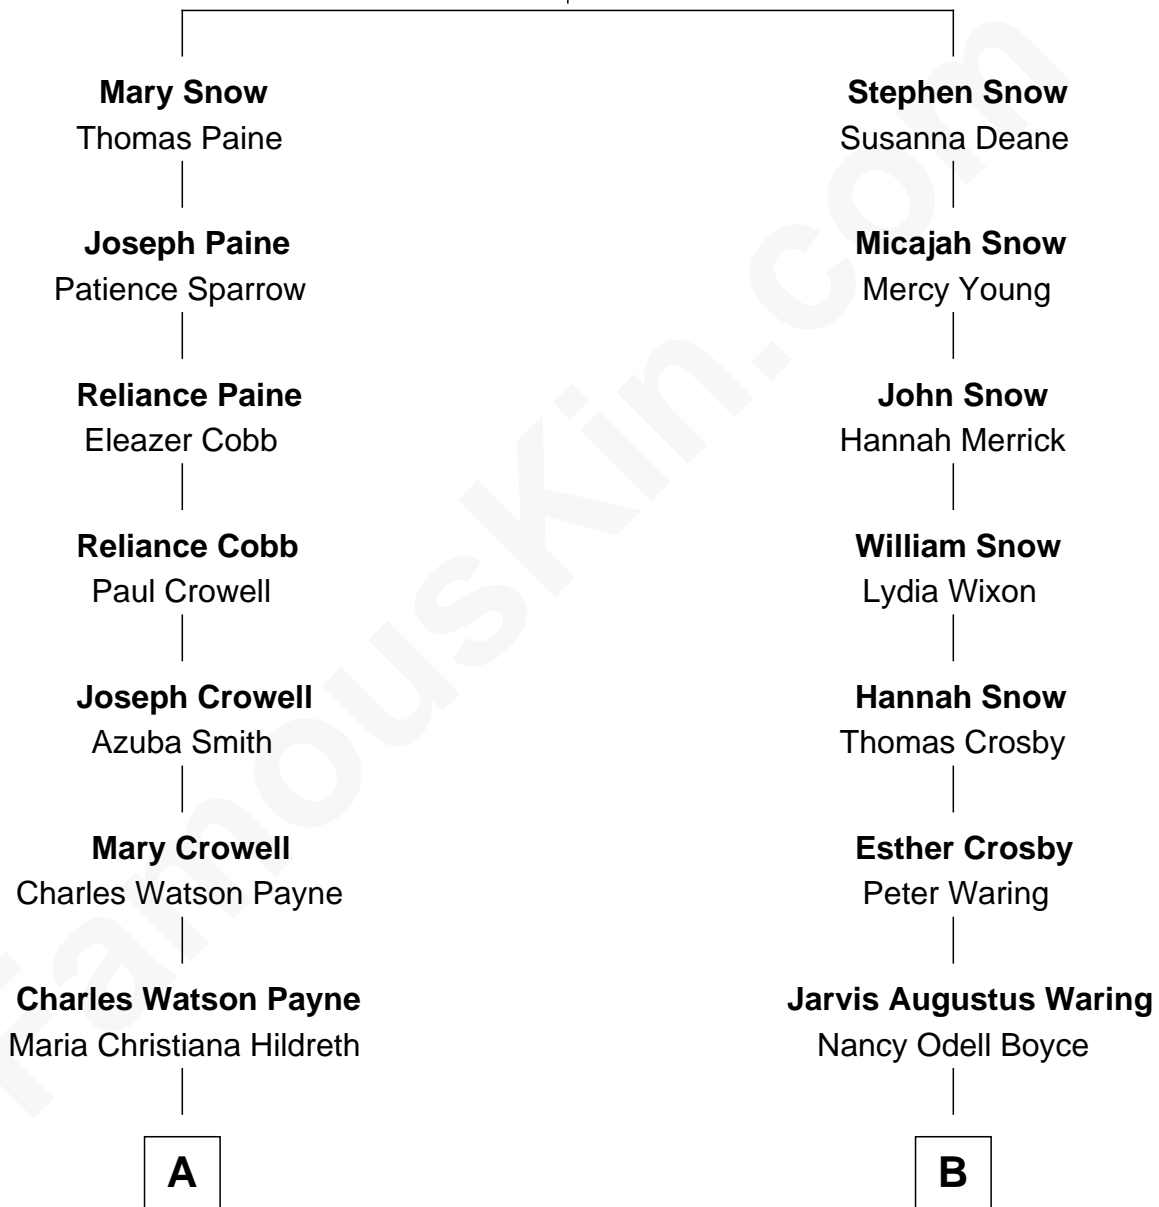 Mary Snow
Thomas Paine
Joseph Paine
Patience Sparrow
Reliance Paine
Eleazer Cobb
Reliance Cobb
Paul Crowell
Joseph Crowell
Azuba Smith
Mary Crowell
Charles Watson Payne
Charles Watson Payne
Maria Christiana Hildreth
A
Stephen Snow
Susanna Deane
Micajah Snow
Mercy Young
John Snow
Hannah Merrick
William Snow
Lydia Wixon
Hannah Snow
Thomas Crosby
Esther Crosby
Peter Waring
Jarvis Augustus Waring
Nancy Odell Boyce
B
FamousKin.com